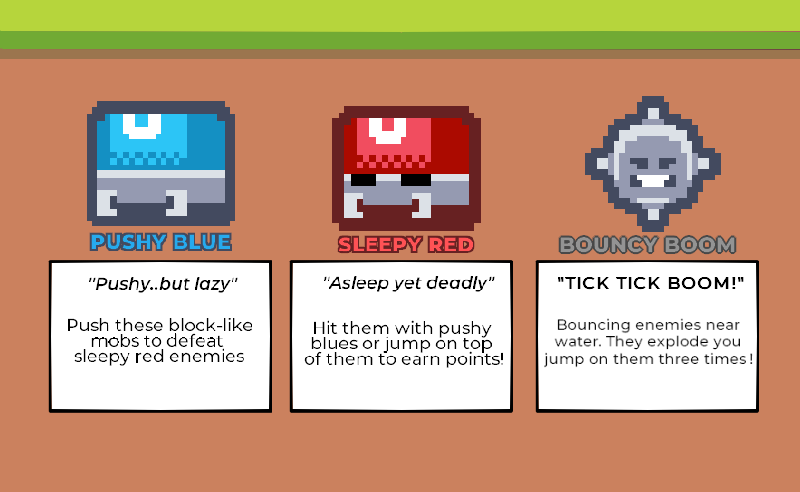 PUSHY BLUE
"Pushy..but lazy"
Push these block-like
mobs to defeat
sleepy red enemies
SLEEPY RED
"Asleep yet deadly"
Hit them with pushy
blues or jump on top
of them to earn points!
BOUNCY BOOM
"TICK TICK BOOM!"
Bouncing enemies near
water. They explode you
jump on them three times!